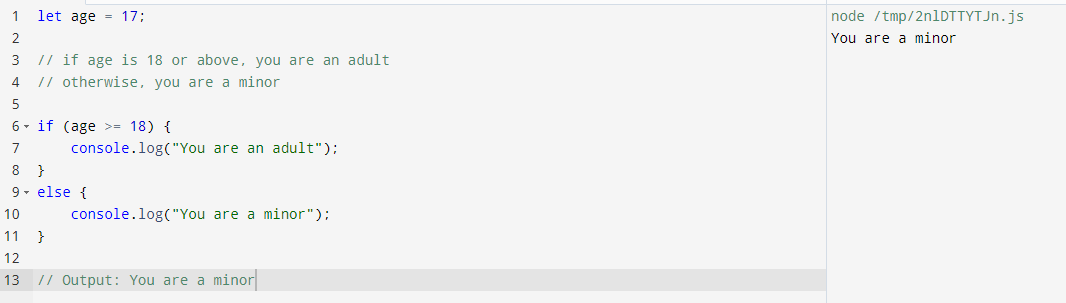 1 let age = 17;
2
3 // if age is 18 or above, you are an adult
4 // otherwise, you are a minor
5
6 if (age >= 18) {
7     console.log("You are an adult");
8 }
9 else {
10     console.log("You are a minor");
11 }
12
13 // Output: You are a minor
node /tmp/2nlDTTYTJn.js
You are a minor